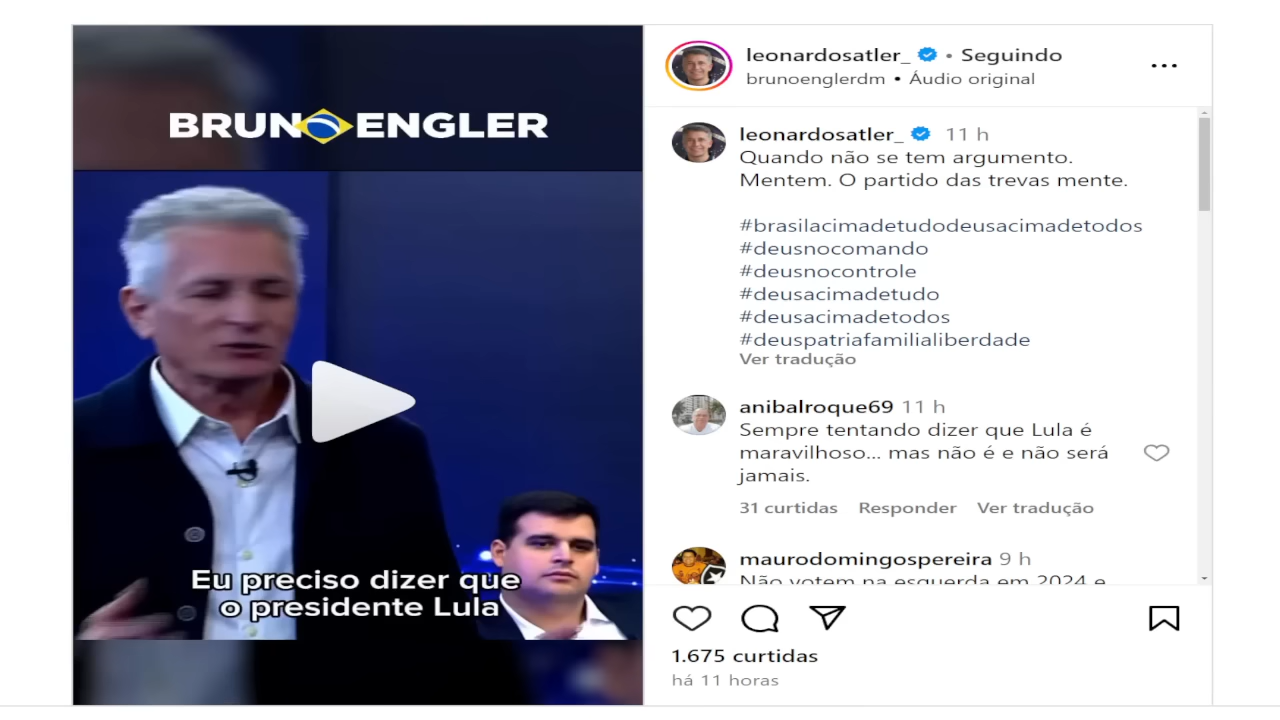 BRUNO ENGLER
Eu preciso dizer que
o presidente Lula
leonardosatler_ • Seguindo
brunoenglerdm • Áudio original
leonardosatler_ 11 h
Quando não se tem argumento.
Mentem. O partido das trevas mente.
#brasilacimadetudodeusacimadetodos
#deusnocomando
#deusnocontrole
#deusacimadetudo
#deusacimadetodos
#deuspatriafamilialiberdade
Ver tradução
anibalroque69 11 h
Sempre tentando dizer que Lula é
maravilhoso... mas não é e não será
jamais.
31 curtidas Responder Ver tradução
maurodomingospereira 9 h
Não votem na esquerda em 2024 e
1.675 curtidas
há 11 horas